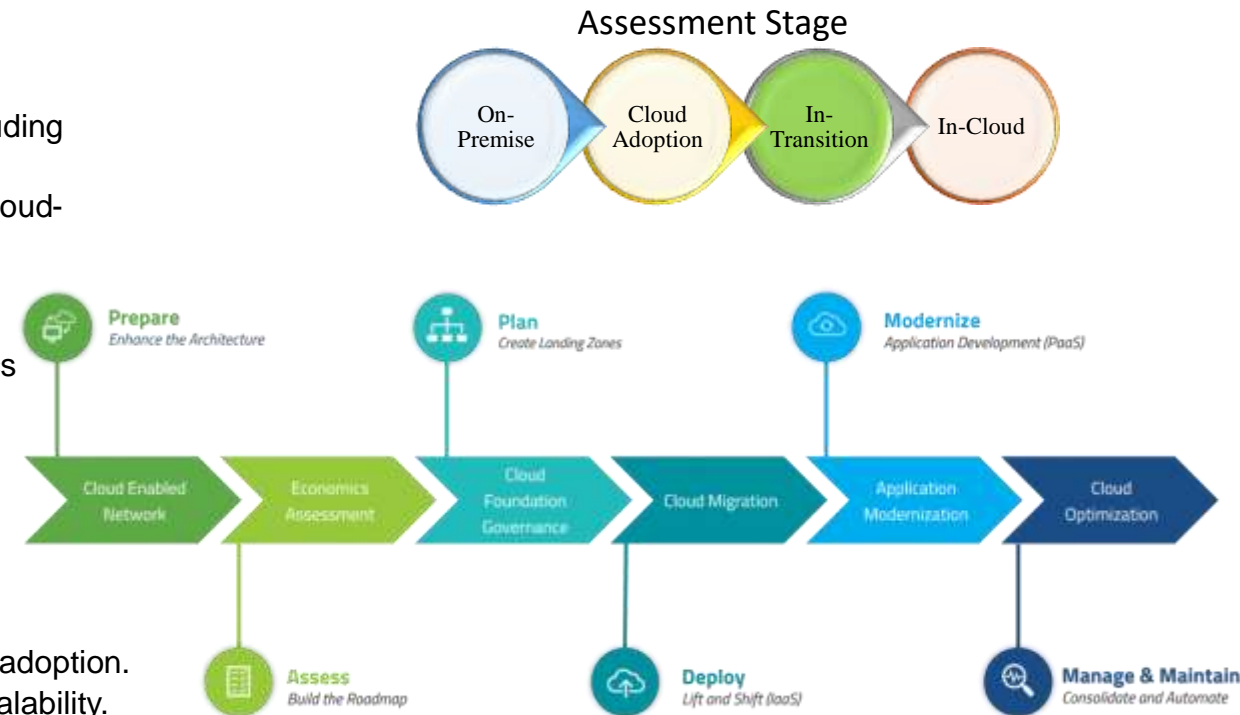 Assessment Stage
On-
Premise
Cloud
Adoption
In-
Transition
In-Cloud
uding
oud-
s
adoption.
alability.
Prepare
Enhance the Architecture
Plan
Create Landing Zones
Modernize
Application Development (PaaS)
Cloud Enabled
Network
Economics
Assessment
Cloud
Foundation
Governance
Cloud Migration
Application
Modernization
Cloud
Optimization
Assess
Build the Roadmap
Deploy
Lift and Shift (IaaS)
Manage & Maintain
Consolidate and Automate